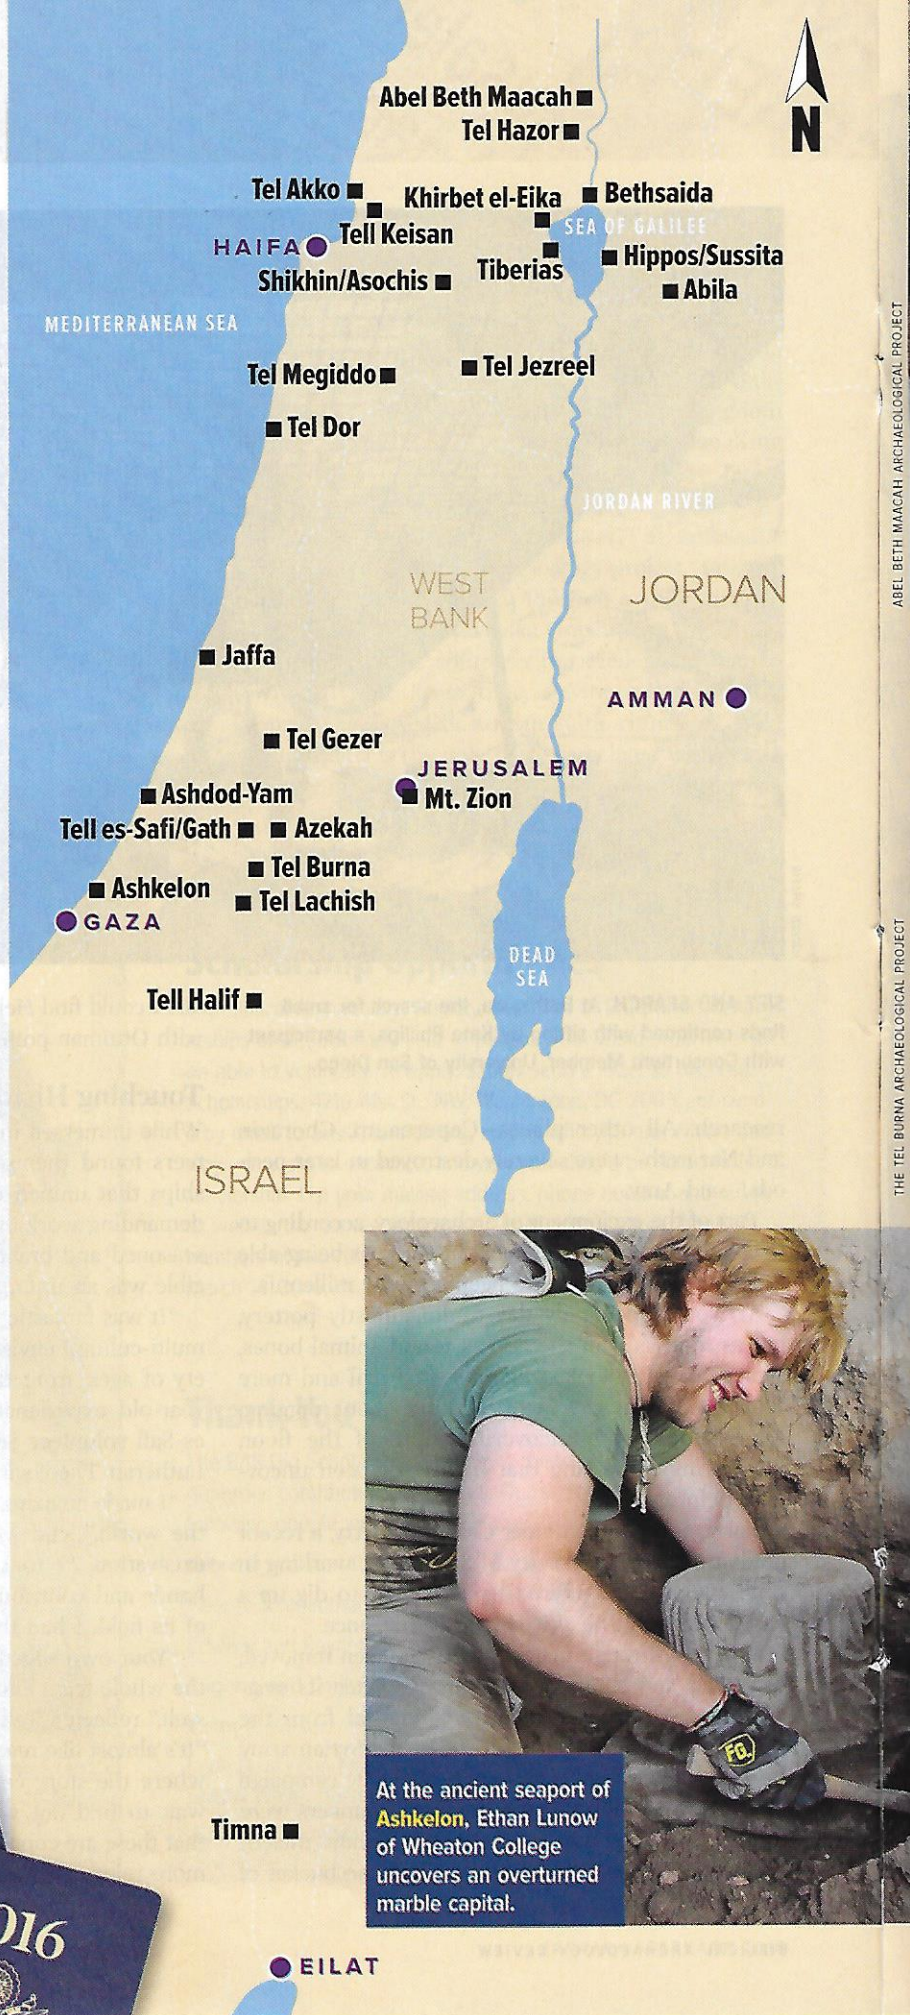 N
Abel Beth Maacah
Tel Hazor
Tel Akko
Khirbet el-Eika
Bethsaida
SEA OF GALILEE
HAIFA
Tell Keisan
Hippos/Sussita
Tiberias
Shikhin/Asochis
Abila
MEDITERRANEAN SEA
Tel Megiddo
Tel Jezreel
Tel Dor
JORDAN RIVER
WEST
BANK
JORDAN
Jaffa
AMMAN
Tel Gezer
JERUSALEM
Mt. Zion
Ashdod-Yam
Tell es-Safi/Gath
Azekah
Tel Burna
Ashkelon
Tel Lachish
GAZA
DEAD
SEA
Tell Halif
ISRAEL
FG.
At the ancient seaport of
Ashkelon, Ethan Lunow
of Wheaton College
uncovers an overturned
marble capital.
Timna
EILAT
016
ABEL BETH MAACAH ARCHAEOLOGICAL PROJECT
THE TEL BURNA ARCHAEOLOGICAL PROJECT